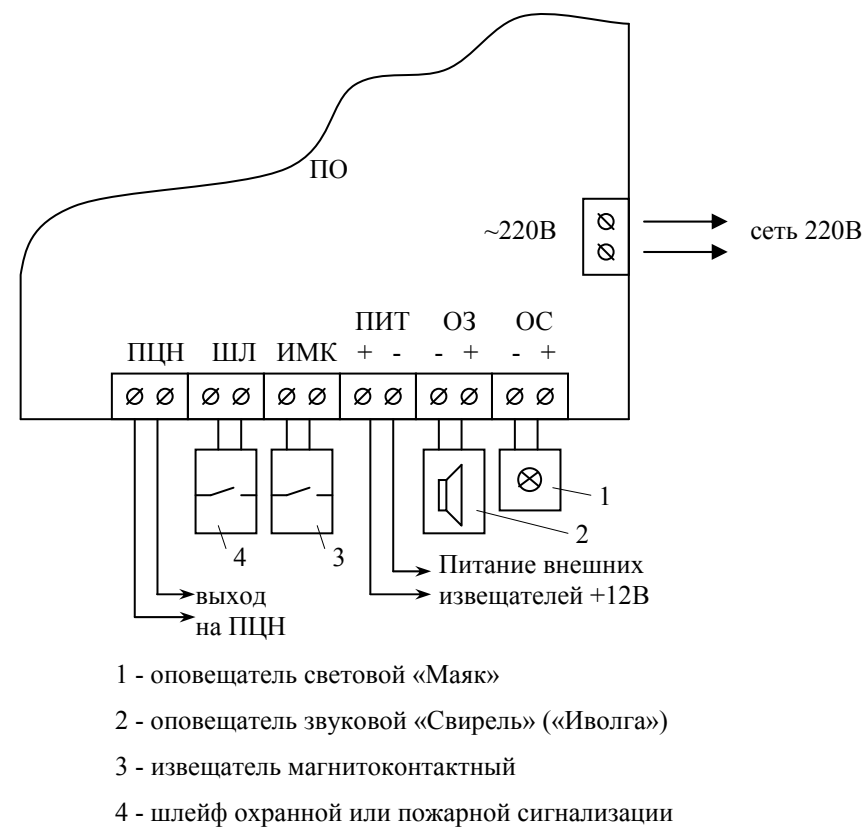 ПО
~220В
сеть 220В
ПИТ ОЗ ОС
ПЦН ШЛ ИМК + - - + - +
1
4 3 2
Питание внешних
извещателей +12В
выход
на ПЦН
1 - оповещатель световой «Маяк»
2 - оповещатель звуковой «Свирель» («Иволга»)
3 - извещатель магнитоконтактный
4 - шлейф охранной или пожарной сигнализации